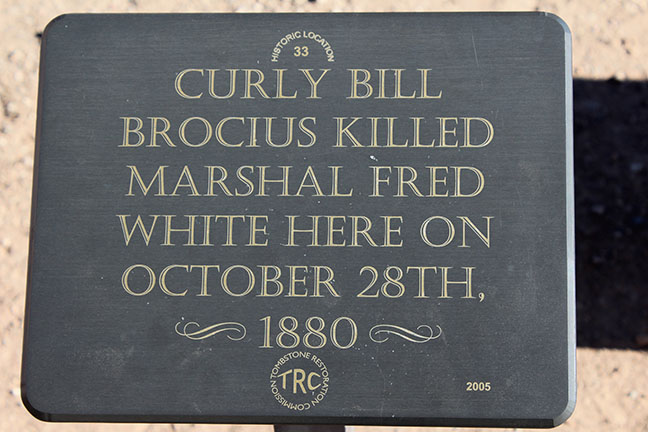 HISTORIC LOCATION
33
CURLY BILL
BROCIUS KILLED
MARSHAL FRED
WHITE HERE ON
OCTOBER 28TH,
1880
TOMBSTONE RESTORATION COMMISSION
TRC
2005